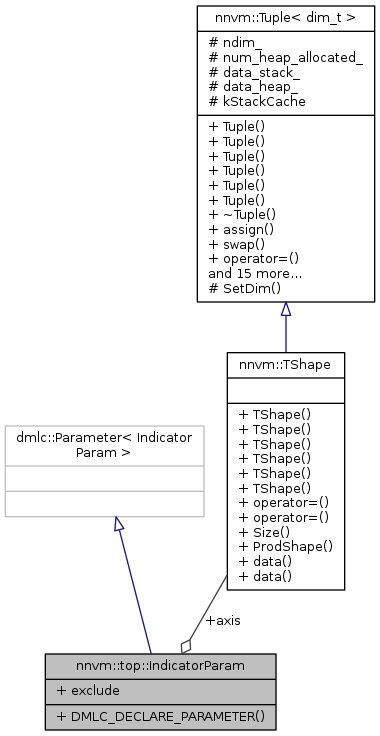 nnvm::Tuple< dim_t >
# ndim_
# num_heap_allocated_
# data_stack_
# data_heap_
# kStackCache
+ Tuple()
+ Tuple()
+ Tuple()
+ Tuple()
+ Tuple()
+ Tuple()
+ ~Tuple()
+ assign()
+ swap()
+ operator=()
and 15 more...
# SetDim()
nnvm::TShape
+ TShape()
+ TShape()
+ TShape()
+ TShape()
+ TShape()
+ TShape()
+ operator=()
+ operator=()
+ Size()
+ ProdShape()
+ data()
+ data()
dmlc::Parameter< Indicator
Param >
+axis
nnvm::top::IndicatorParam
+ exclude
+ DMLC_DECLARE_PARAMETER()